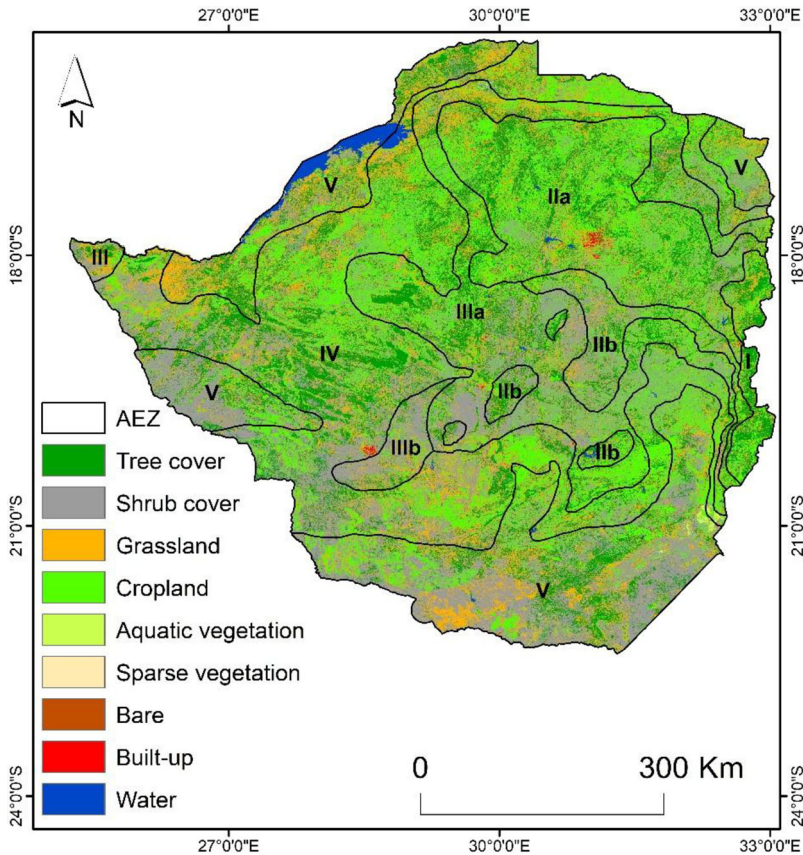 27°0'0"E 30°0'0"E 33°0'0"E
N
V
V
IIa
18°0'0"S
18°0'0"S
III
IIIa
IIb
I
IV
V
IIb
IIIb
IIb
AEZ
Tree cover
Shrub cover
21°0'0"S
21°0'0"S
Grassland
V
Cropland
Aquatic vegetation
Sparse vegetation
Bare
Built-up
Water
0 300 Km
24°0'0"S
24°0'0"S
27°0'0"E 30°0'0"E 33°0'0"E